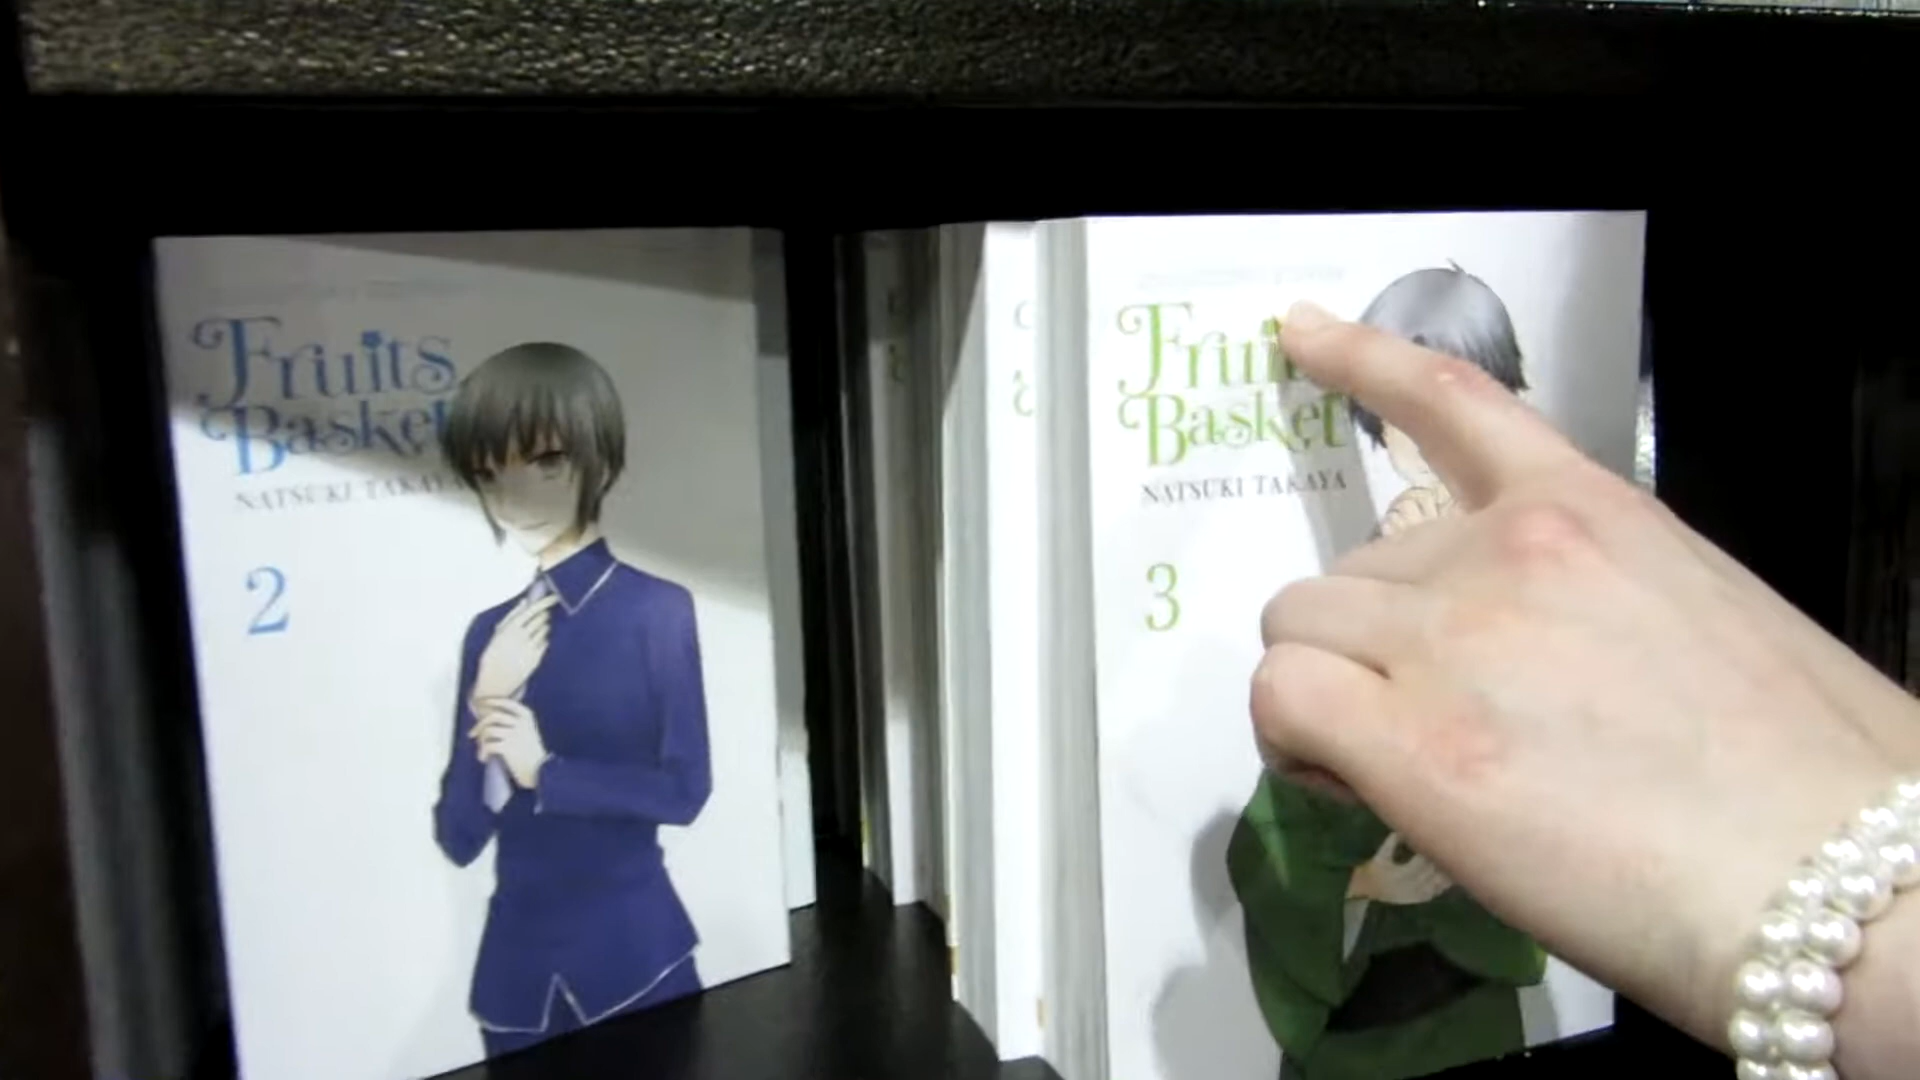 Fruits
Basket
NATSUKI TAKAYA
2
Fruits
Basket
NATSUKI TAKAYA
3